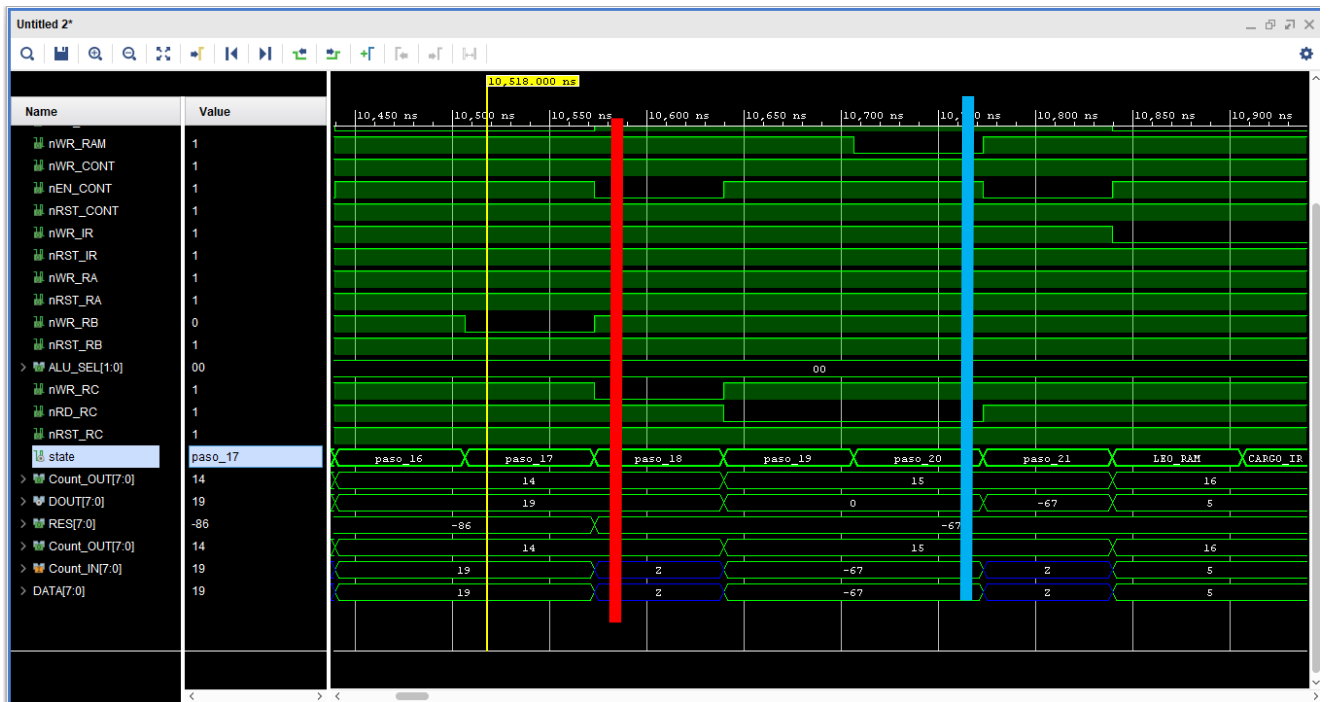 Untitled 2*
10,518.000 ns
Name Value
10,450 ns 10,500 ns 10,550 ns 10,600 ns 10,650 ns 10,700 ns ns 10,800 ns 10,850 ns 10,900 ns
nWR_RAM 1
nWR_CONT 1
nEN_CONT 1
nRST_CONT 1
nWR_IR 1
nRST_IR 1
nWR_RA 1
nRST_RA 1
nWR_RB 0
nRST_RB 1
ALU_SEL[1:0] 00 00
nWR_RC 1
nRD_RC 1
nRST_RC 1
state paso_17 paso_16 paso_17 paso_18 paso_19 paso_20 paso_21 LEO_RAM CARGO_IR
Count_OUT[7:0] 14 14 15 16
DOUT[7:0] 19 19 0 -67 5
RES[7:0] -86 -86 -67
Count_OUT[7:0] 14 14 15 16
Count_IN[7:0] 19 19 Z -67 Z 5
DATA[7:0] 19 19 Z -67 Z 5